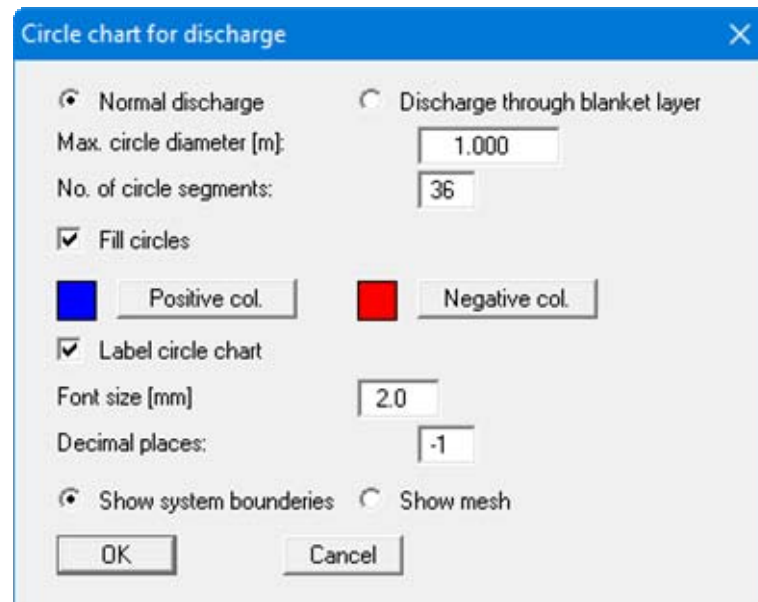 Circle chart for discharge
Normal discharge Discharge through blanket layer
Max. circle diameter [m]: 1.000
No. of circle segments: 36
Fill circles
Positive col. Negative col.
Label circle chart
Font size [mm] 2.0
Decimal places: -1
Show system bounderies Show mesh
OK Cancel